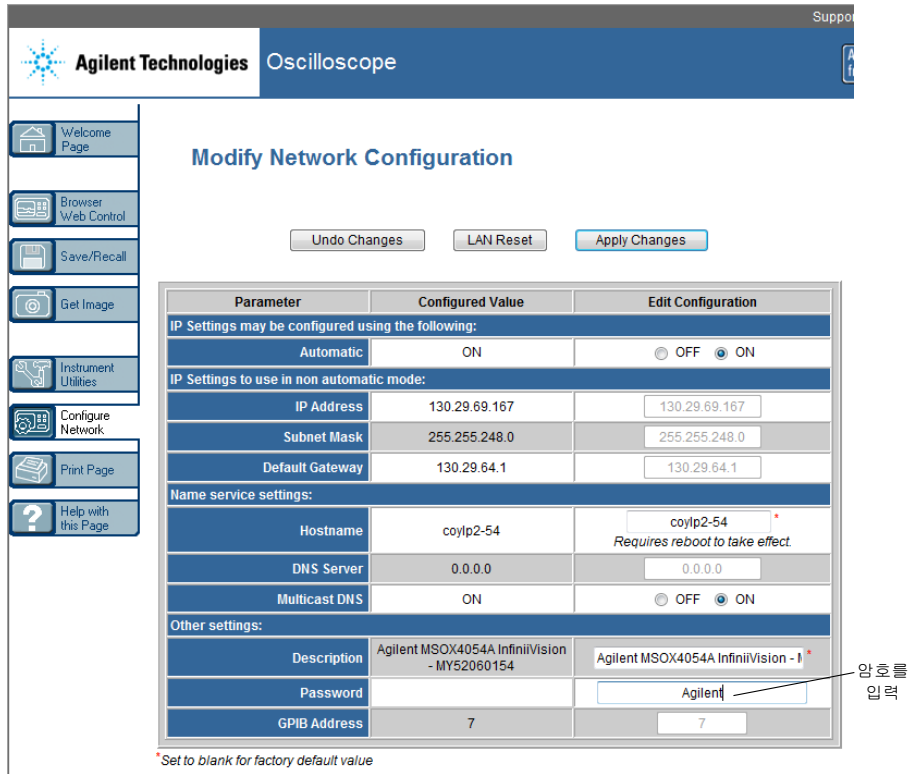 Suppo
Agilent Technologies
Oscilloscope
Welcome
Page
Browser
Web Control
Save/Recall
Get Image
Instrument
Utilities
Configure
Network
Print Page
Help with
this Page
Modify Network Configuration
Undo Changes LAN Reset Apply Changes
Parameter Configured Value Edit Configuration
IP Settings may be configured using the following:
Automatic ON OFF ON
IP Settings to use in non automatic mode:
IP Address 130.29.69.167 130.29.69.167
Subnet Mask 255.255.248.0 255.255.248.0
Default Gateway 130.29.64.1 130.29.64.1
Name service settings:
Hostname coylp2-54 coylp2-54 *
Requires reboot to take effect.
DNS Server 0.0.0.0 0.0.0.0
Multicast DNS ON OFF ON
Other settings:
Description Agilent MSOX4054A InfiniiVision - MY52060154 Agilent MSOX4054A InfiniiVision - *
Password Agilent
GPIB Address 7 7
*Set to blank for factory default value
암호를
입력